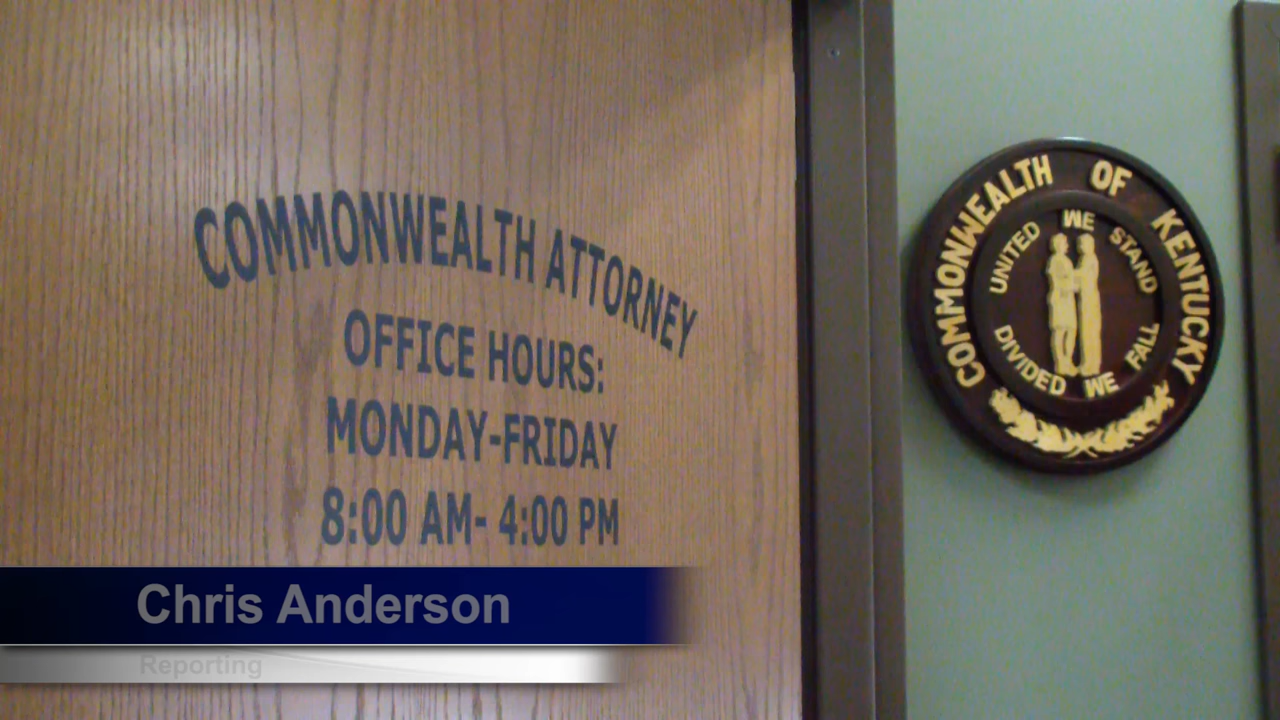 COMMONWEALTH ATTORNEY
OFFICE HOURS:
MONDAY-FRIDAY
8:00 AM- 4:00 PM
COMMONWEALTH OF KENTUCKY
UNITED WE STAND
DIVIDED WE FALL
Chris Anderson
Reporting